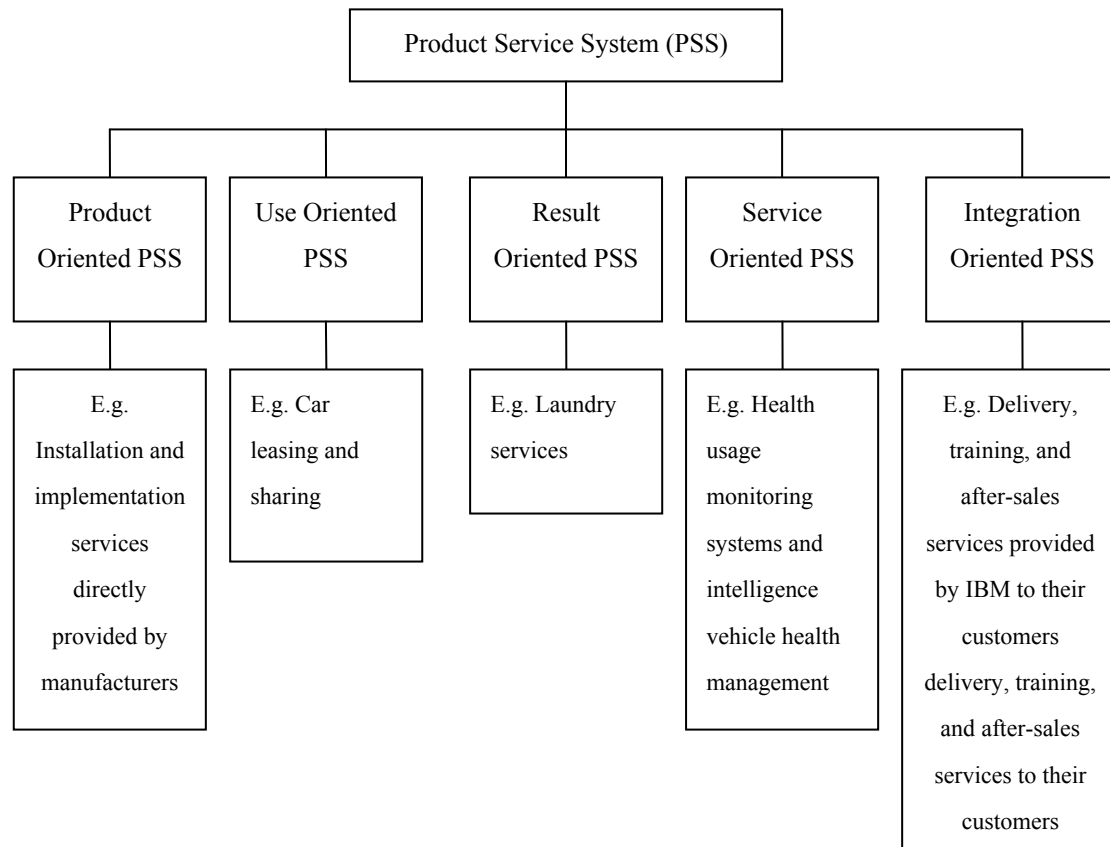 Product Service System (PSS)
Product
Oriented PSS
Use Oriented
PSS
Result
Oriented PSS
Service
Oriented PSS
Integration
Oriented PSS
E.g.
Installation and
implementation
services
directly
provided by
manufacturers
E.g. Car
leasing and
sharing
E.g. Laundry
services
E.g. Health
usage
monitoring
systems and
intelligence
vehicle health
management
E.g. Delivery,
training, and
after-sales
services provided
by IBM to their
customers
delivery, training,
and after-sales
services to their
customers